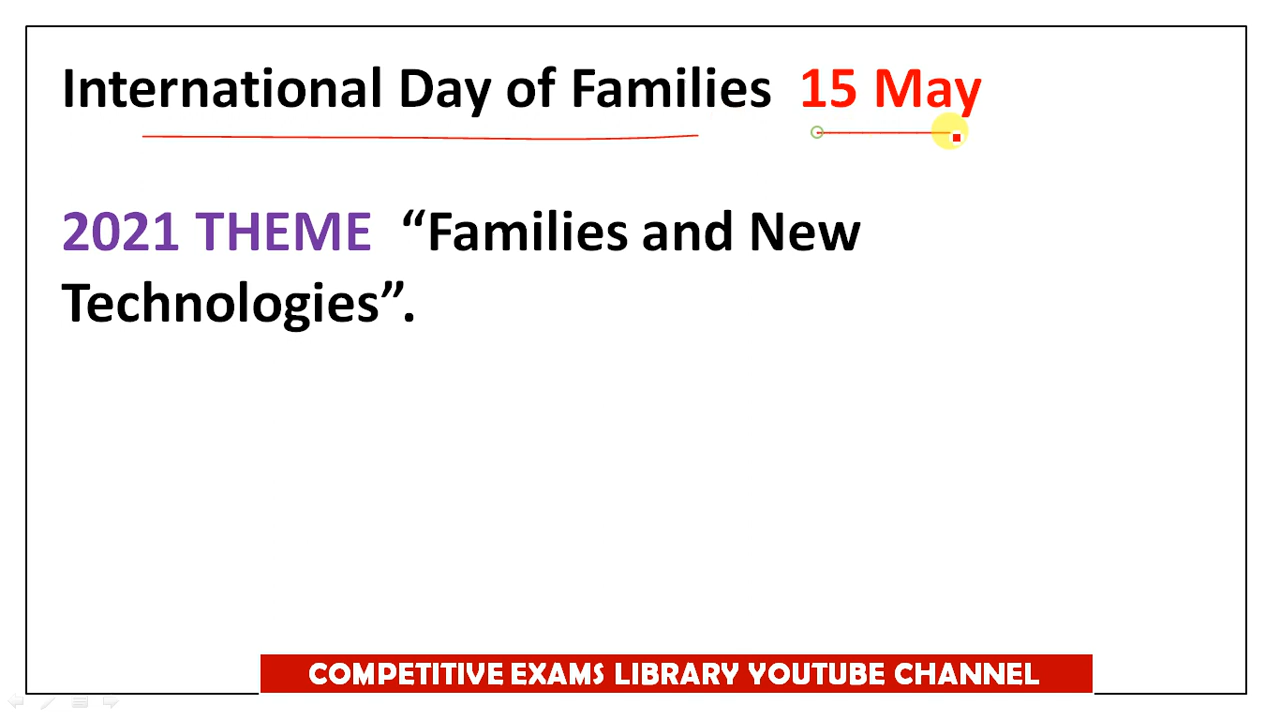 International Day of Families 15 May
2021 THEME “Families and New
Technologies”.
COMPETITIVE EXAMS LIBRARY YOUTUBE CHANNEL